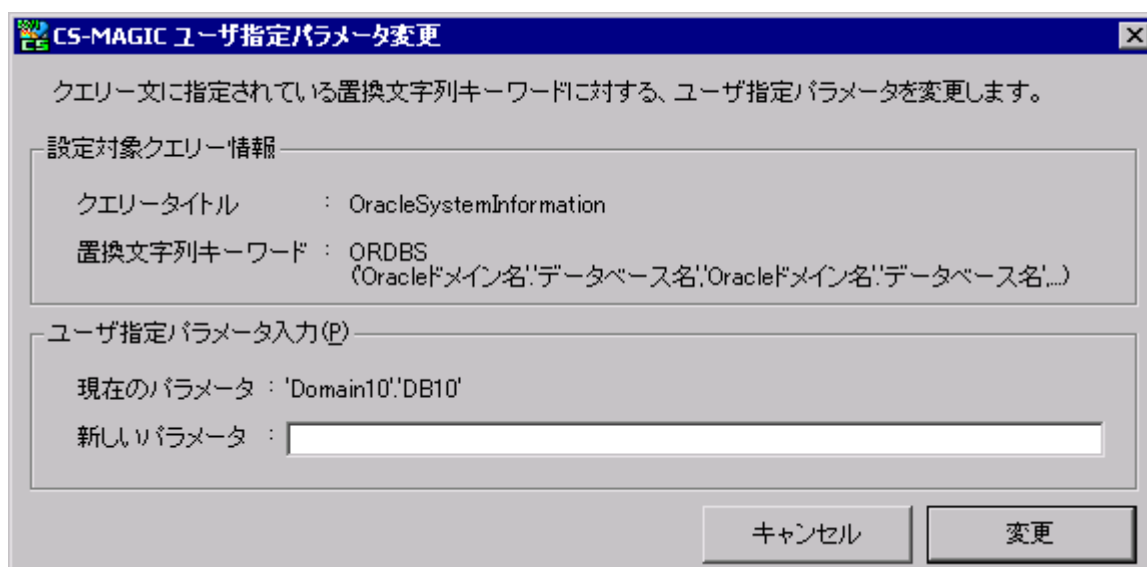 CS-MAGIC ユーザ指定パラメータ変更
クエリー文に指定されている置換文字列キーワードに対する、ユーザ指定パラメータを変更します。
設定対象クエリー情報
クエリータイトル : OracleSystemInformation
置換文字列キーワード : ORDBS
('Oracleドメイン名'.'データベース名','Oracleドメイン名'.'データベース名',...)
ユーザ指定パラメータ入力(P)
現在のパラメータ : 'Domain10'.'DB10'
新しいパラメータ :
キャンセル 変更